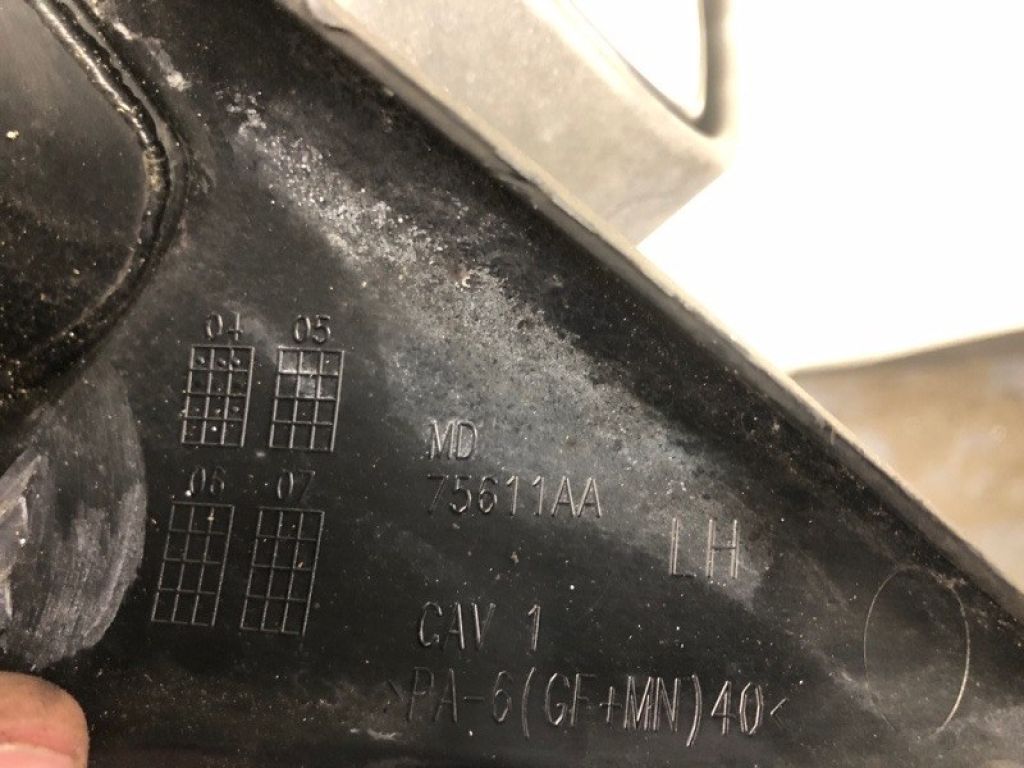 04 05
06 07
MD
75611AA
LH
CAV 1
>PA-6(GF+MN)40<